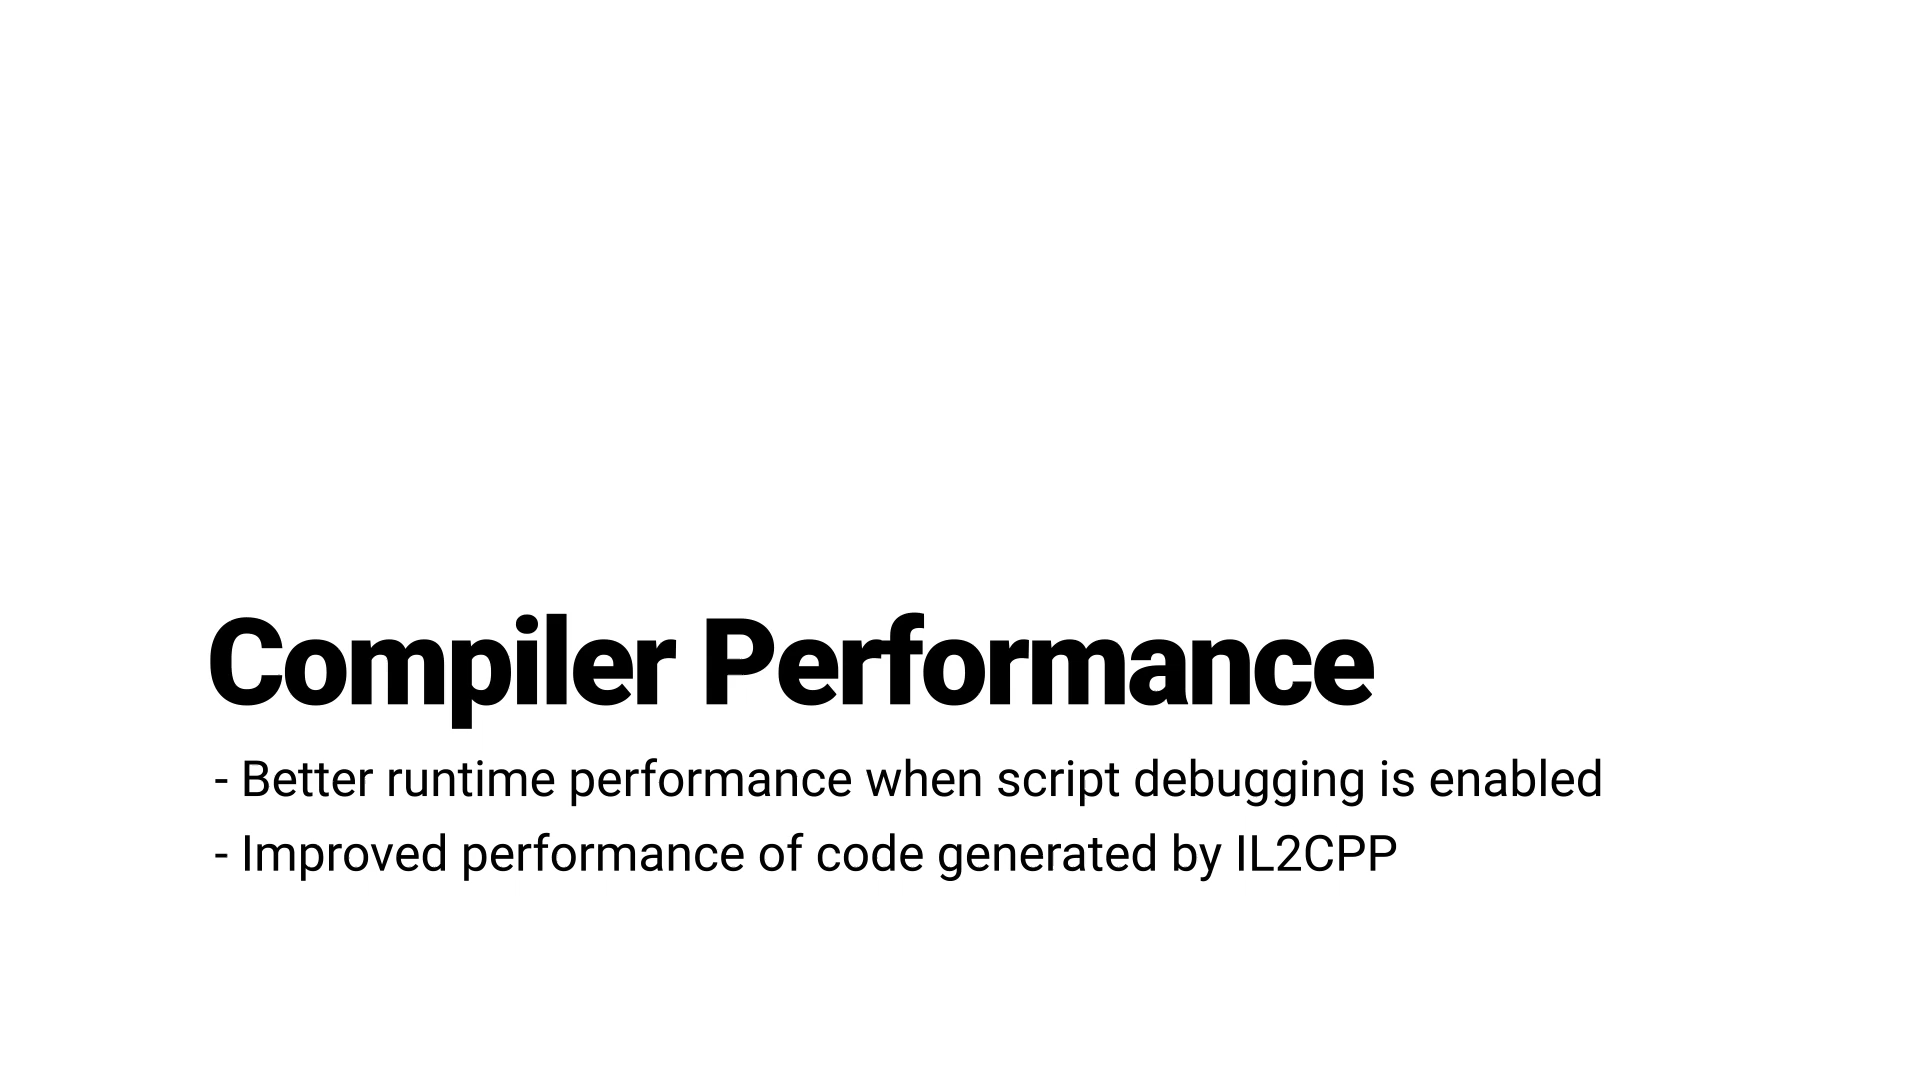 Compiler Performance
- Better runtime performance when script debugging is enabled
- Improved performance of code generated by IL2CPP